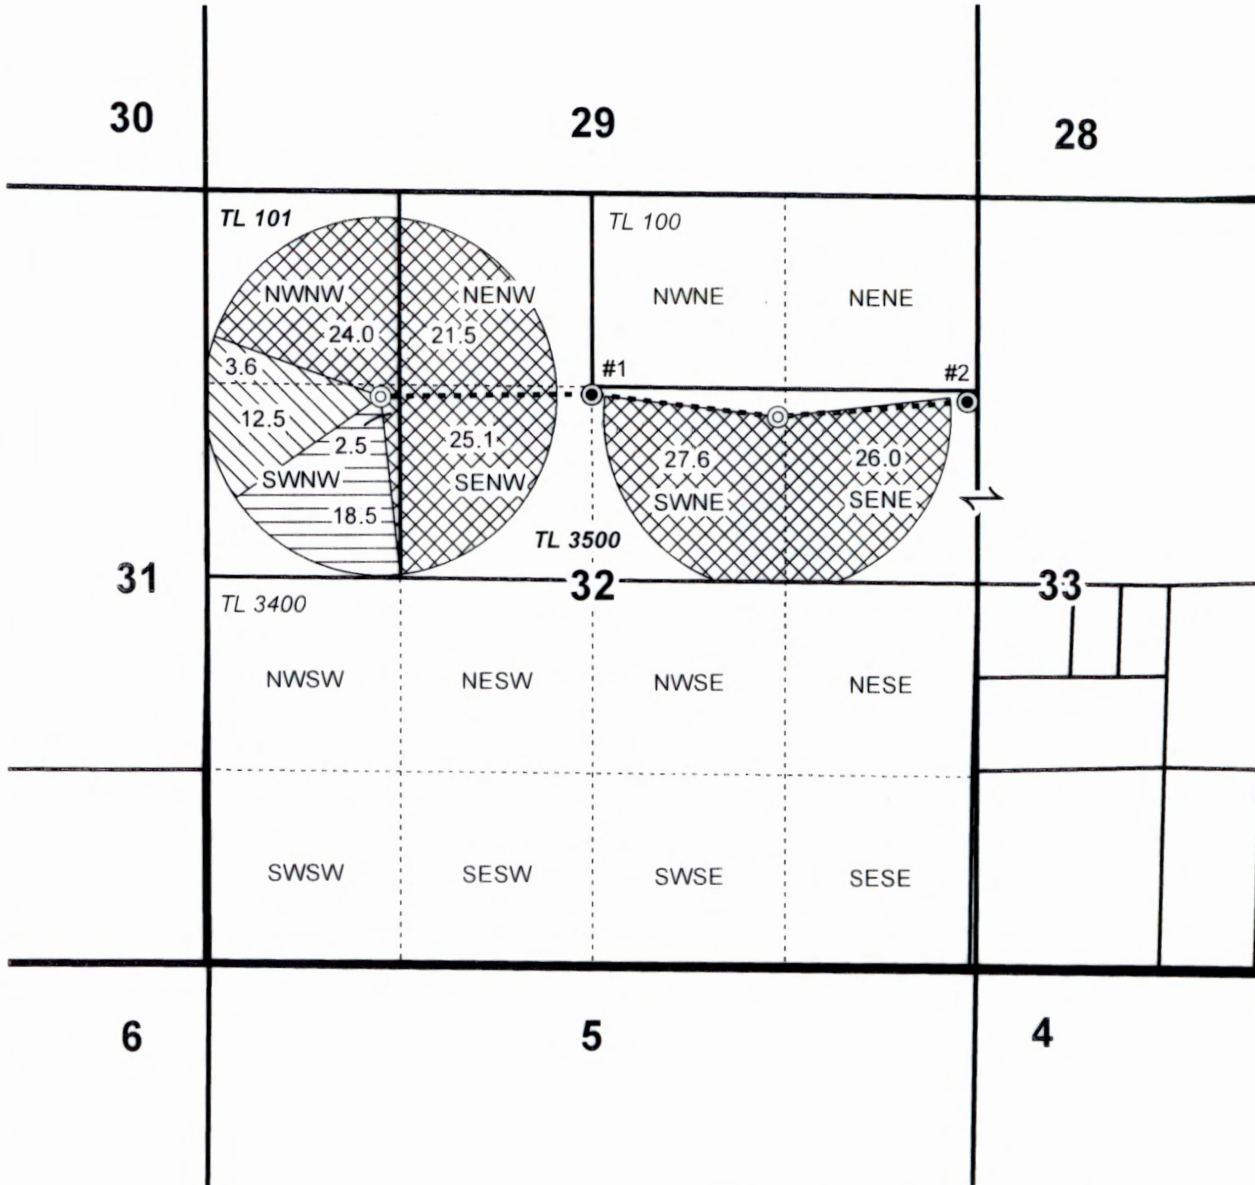 30
29
28
TL 101
TL 100
NWNW
NENW
NWNE
NENE
24.0
21.5
3.6
#1
#2
12.5
2.5
25.1
27.6
26.0
SWNW
SENW
SWNE
SENE
18.5
TL 3500
31
32
33
TL 3400
NWSW
NESW
NWSE
NESE
SWSW
SESW
SWSE
SESE
6
5
4